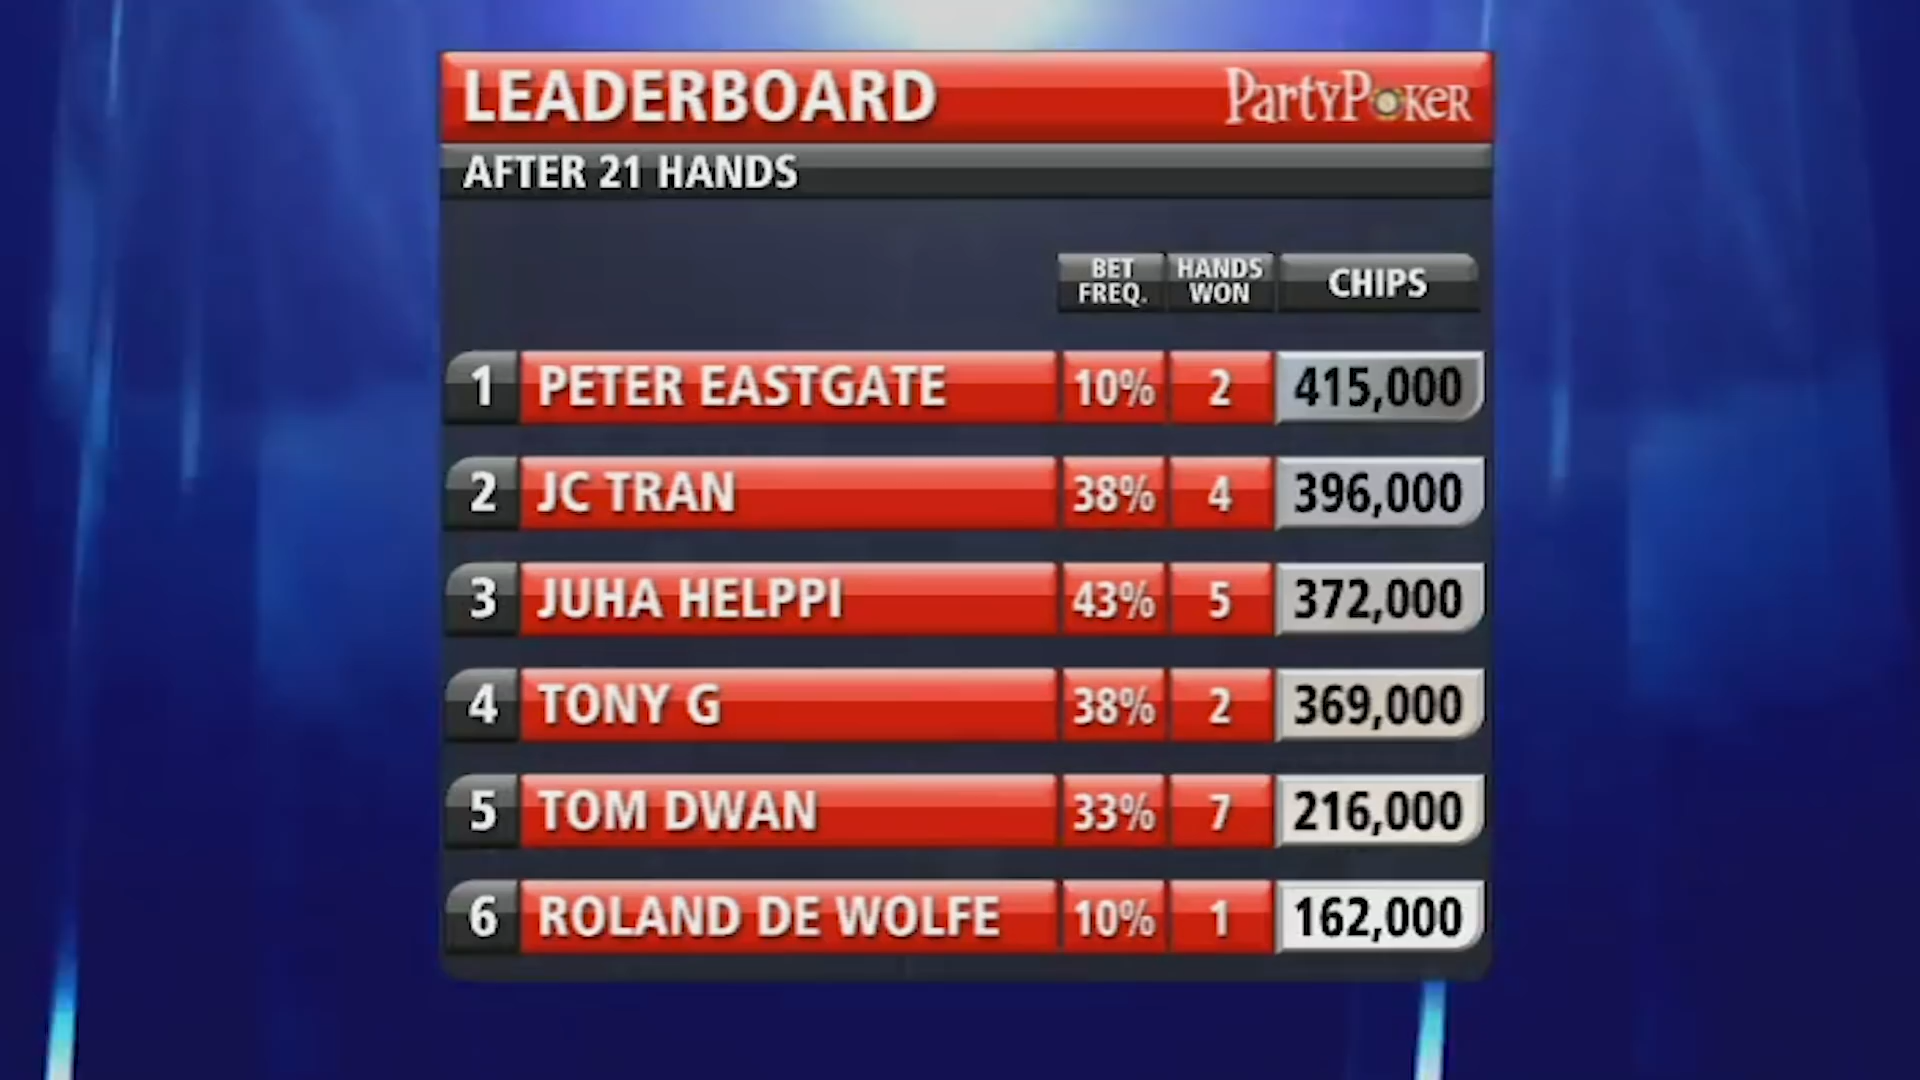 LEADERBOARD PartyPoker
AFTER 21 HANDS
BET FREQ. HANDS WON CHIPS
1 PETER EASTGATE 10% 2 415,000
2 JC TRAN 38% 4 396,000
3 JUHA HELPPI 43% 5 372,000
4 TONY G 38% 2 369,000
5 TOM DWAN 33% 7 216,000
6 ROLAND DE WOLFE 10% 1 162,000